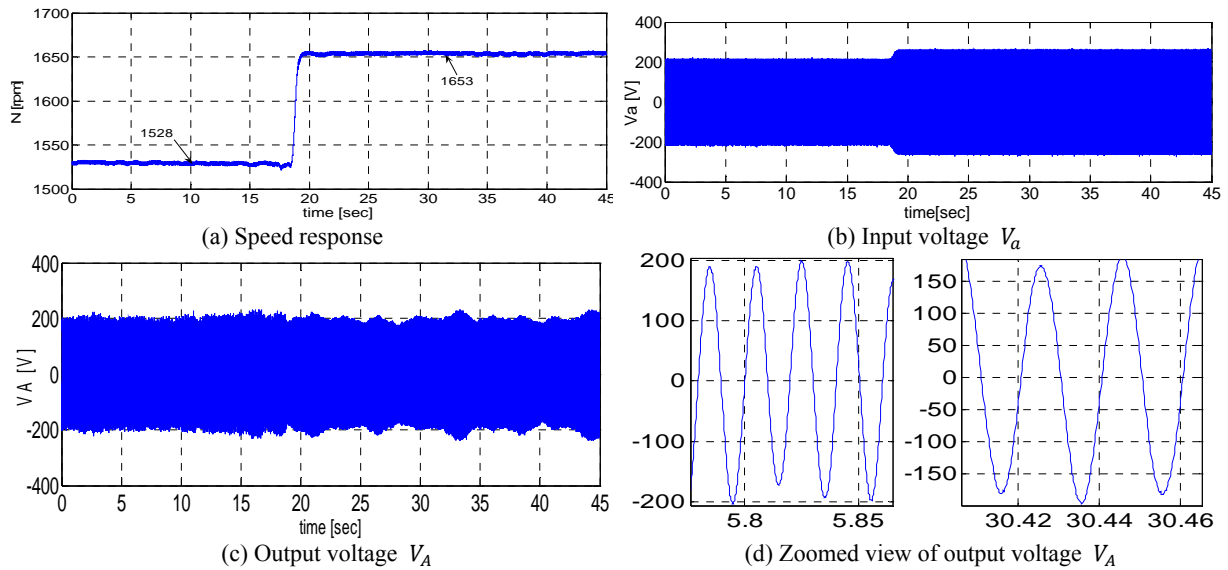 1700
1650
1600
1550
1500
N [rpm]
1528
1653
0 5 10 15 20 25 30 35 40 45
time [sec]
(a) Speed response
400
200
0
-200
-400
Va [V]
0 5 10 15 20 25 30 35 40 45
time[sec]
(b) Input voltage V_a
400
200
0
-200
-400
V A [V]
0 5 10 15 20 25 30 35 40 45
time [sec]
(c) Output voltage V_A
200
100
0
-100
-200
5.8 5.85
150
100
50
0
-50
-100
-150
30.42 30.44 30.46
(d) Zoomed view of output voltage V_A